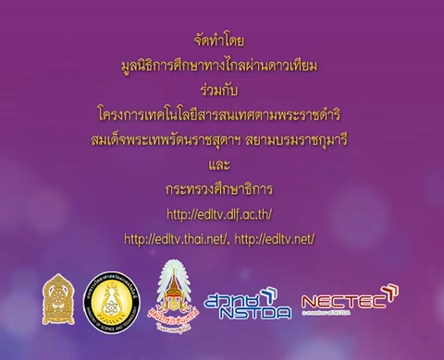 จัดทำโดย
มูลนิธิการศึกษาทางไกลผ่านดาวเทียม
ร่วมกับ
โครงการเทคโนโลยีสารสนเทศตามพระราชดำริ
สมเด็จพระเทพรัตนราชสุดาฯ สยามบรมราชกุมารี
และ
กระทรวงศึกษาธิการ
http://edltv.dlf.ac.th/
http://edltv.thai.net/, http://edltv.net/
สวทช
NSTDA
NECTEC
a member of NSTDA